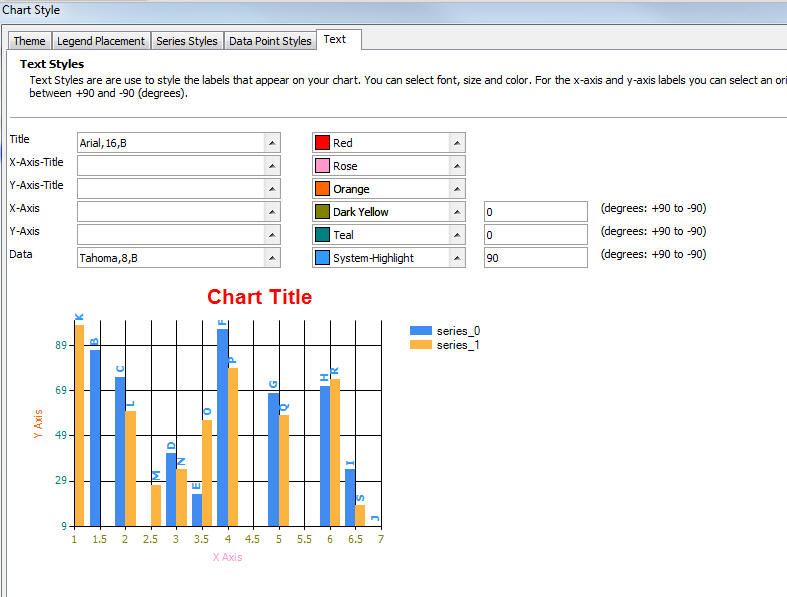 Chart Style
Theme Legend Placement Series Styles Data Point Styles Text
Text Styles
Text Styles are are use to style the labels that appear on your chart. You can select font, size and color. For the x-axis and y-axis labels you can select an ori
between +90 and -90 (degrees).
Title Arial,16,B Red
X-Axis-Title Rose
Y-Axis-Title Orange
X-Axis Dark Yellow 0 (degrees: +90 to -90)
Y-Axis Teal 0 (degrees: +90 to -90)
Data Tahoma,8,B System-Highlight 90 (degrees: +90 to -90)
Chart Title
series_0
series_1
K
B
C
L
M
D
N
E
O
F
P
G
Q
H
R
I
S
J
89
69
49
29
9
Y Axis
1 1.5 2 2.5 3 3.5 4 4.5 5 5.5 6 6.5 7
X Axis